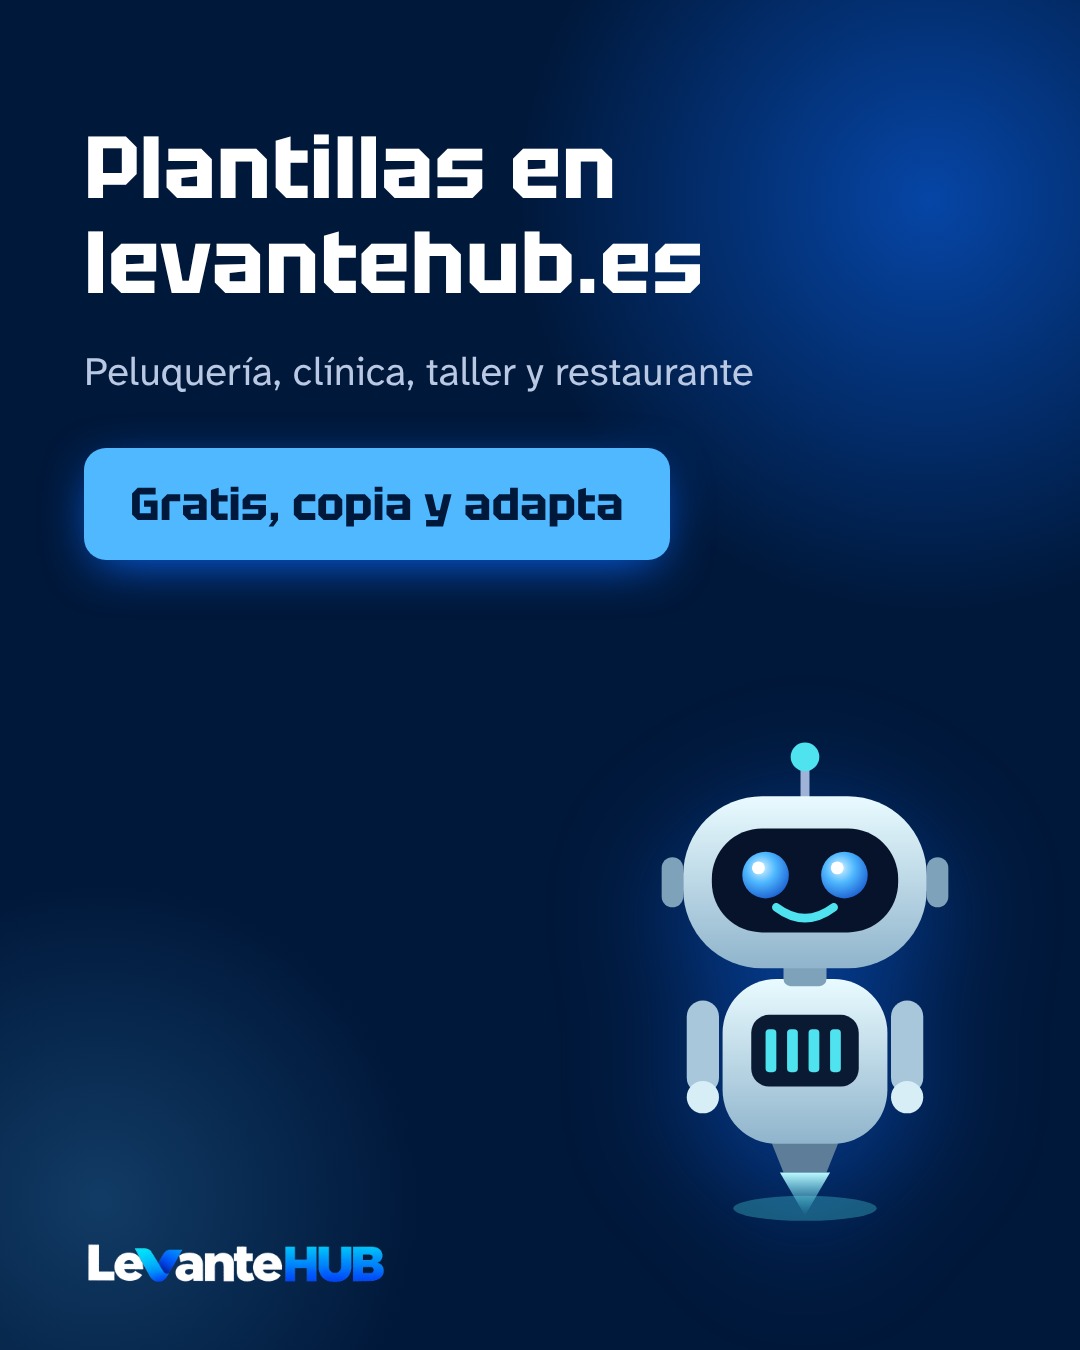 Plantillas en
levantehub.es
Peluquería, clínica, taller y restaurante
Gratis, copia y adapta
LevanteHUB